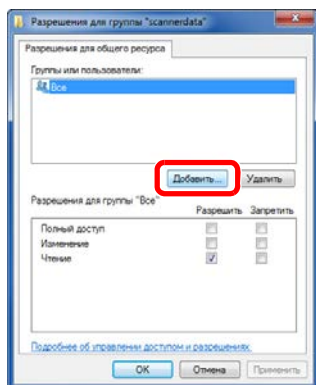 Разрешения для группы "scannerdata"
Разрешения для общего ресурса
Группы или пользователи:
Все
Добавить... Удалить
Разрешения для группы "Все"
Разрешить Запретить
Полный доступ
Изменение
Чтение
Подробнее об управлении доступом и разрешениях
OK Отмена Применить